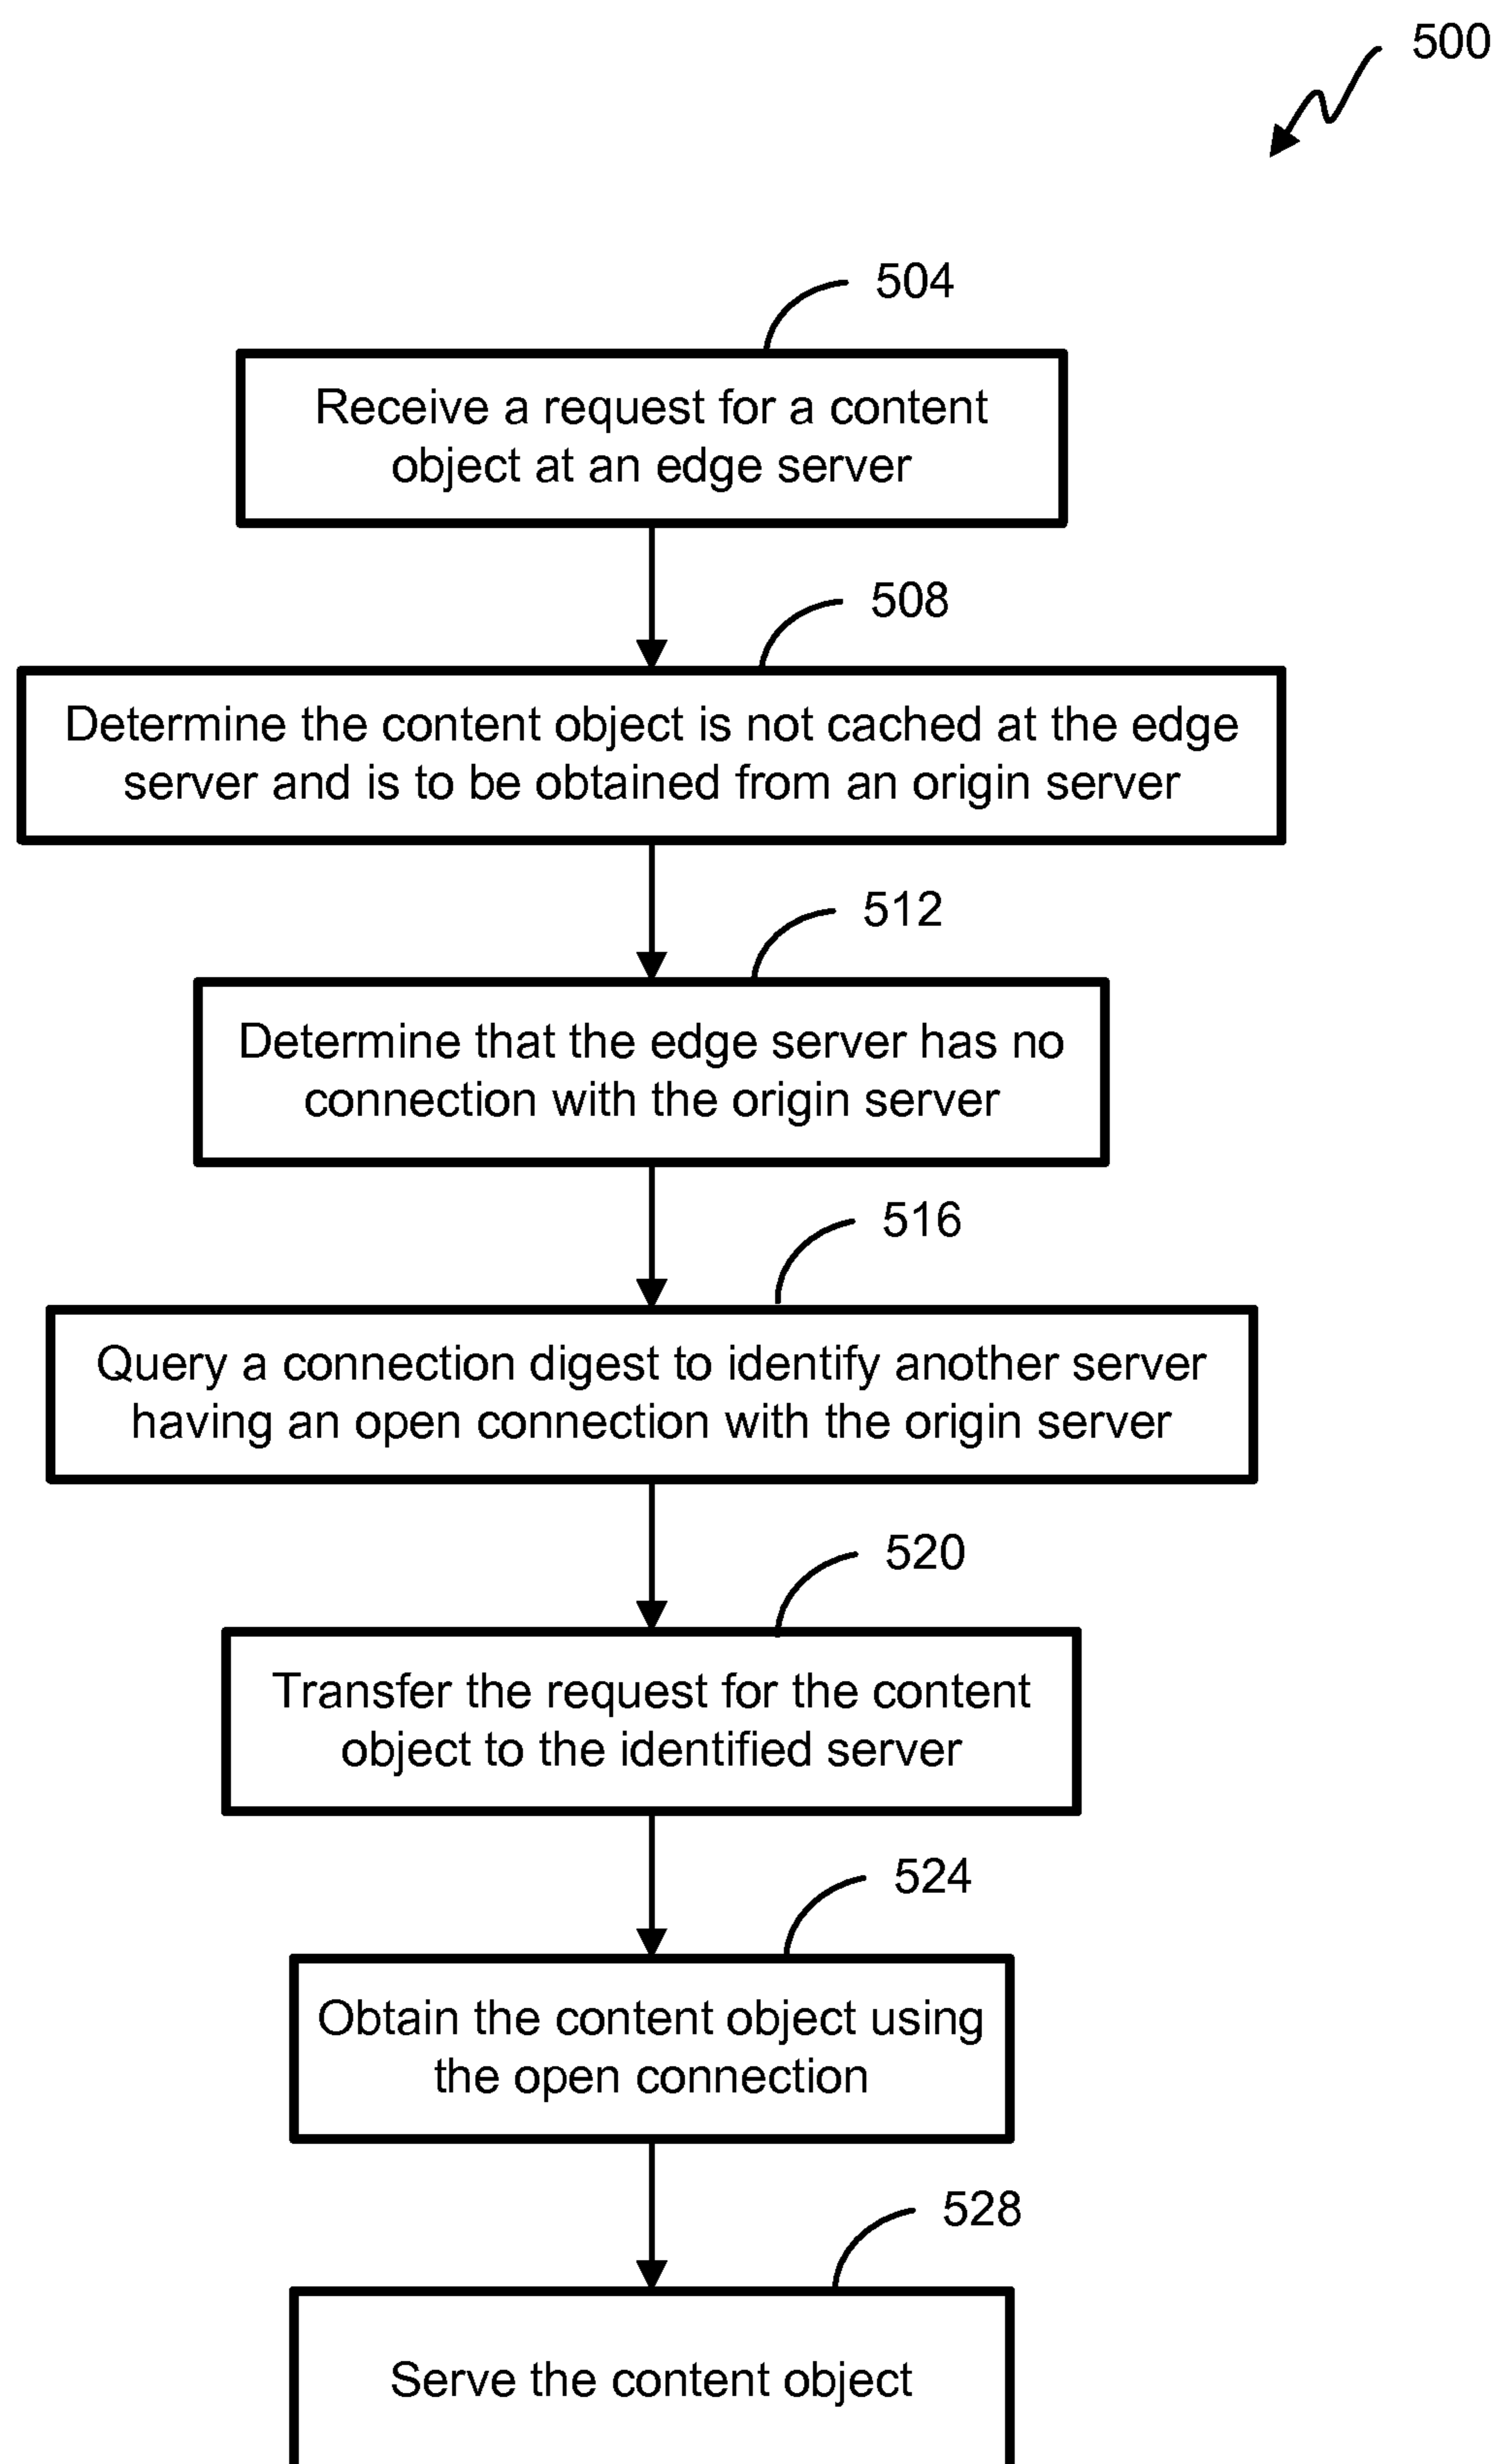 500
504
Receive a request for a content
object at an edge server
508
Determine the content object is not cached at the edge
server and is to be obtained from an origin server
512
Determine that the edge server has no
connection with the origin server
516
Query a connection digest to identify another server
having an open connection with the origin server
520
Transfer the request for the content
object to the identified server
524
Obtain the content object using
the open connection
528
Serve the content object